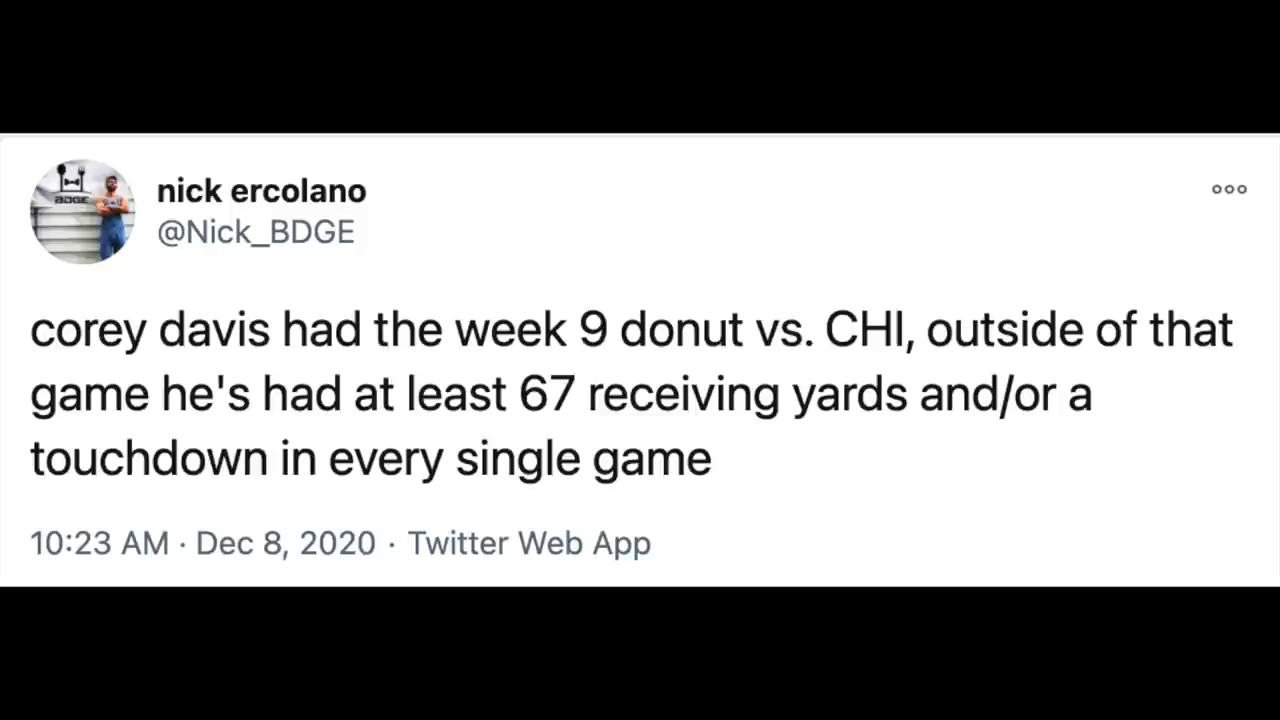 BDGE
nick ercolano
@Nick_BDGE
corey davis had the week 9 donut vs. CHI, outside of that
game he's had at least 67 receiving yards and/or a
touchdown in every single game
10:23 AM · Dec 8, 2020 · Twitter Web App